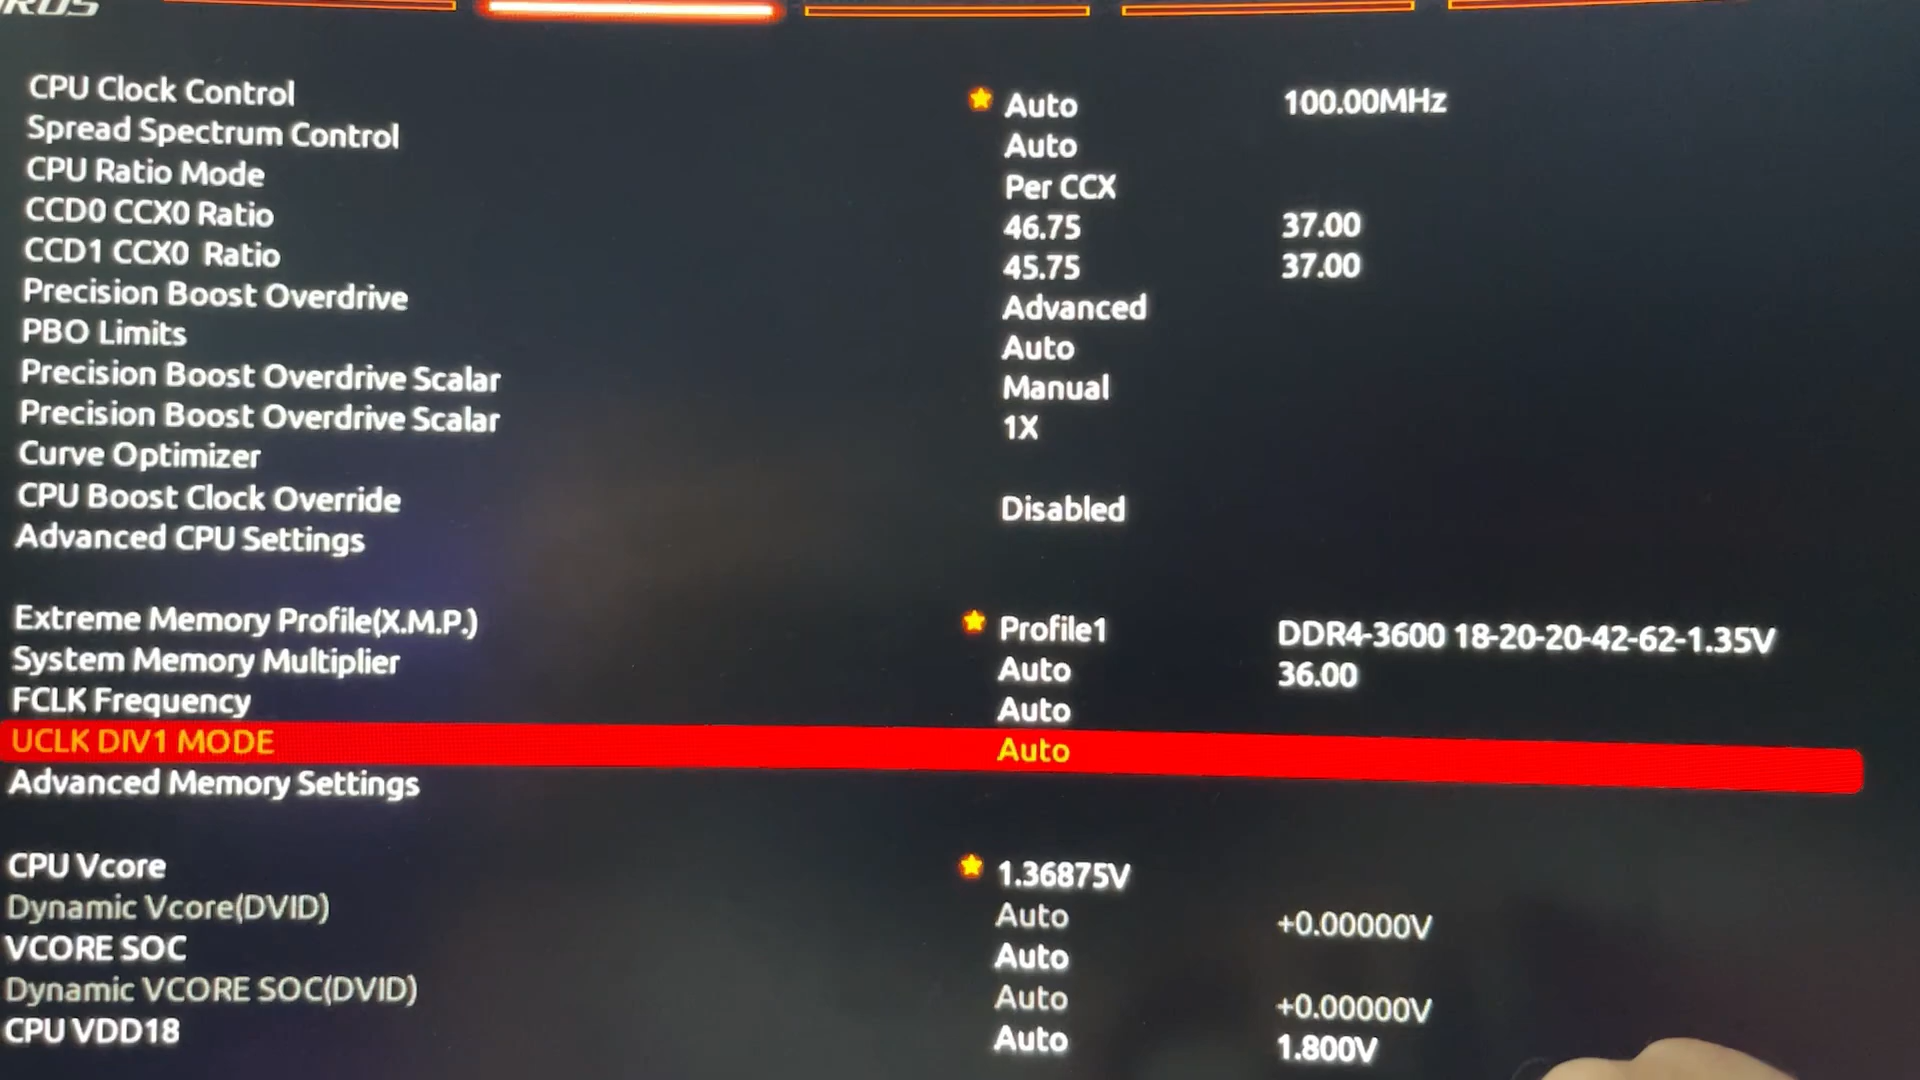 CPU Clock Control Auto 100.00MHz
Spread Spectrum Control Auto
CPU Ratio Mode Per CCX
CCD0 CCX0 Ratio 46.75 37.00
CCD1 CCX0 Ratio 45.75 37.00
Precision Boost Overdrive Advanced
PBO Limits Auto
Precision Boost Overdrive Scalar Manual
Precision Boost Overdrive Scalar 1X
Curve Optimizer
CPU Boost Clock Override Disabled
Advanced CPU Settings
Extreme Memory Profile(X.M.P.) Profile1 DDR4-3600 18-20-20-42-62-1.35V
System Memory Multiplier Auto 36.00
FCLK Frequency Auto
UCLK DIV1 MODE Auto
Advanced Memory Settings
CPU Vcore 1.36875V
Dynamic Vcore(DVID) Auto +0.00000V
VCORE SOC Auto
Dynamic VCORE SOC(DVID) Auto +0.00000V
CPU VDD18 Auto 1.800V